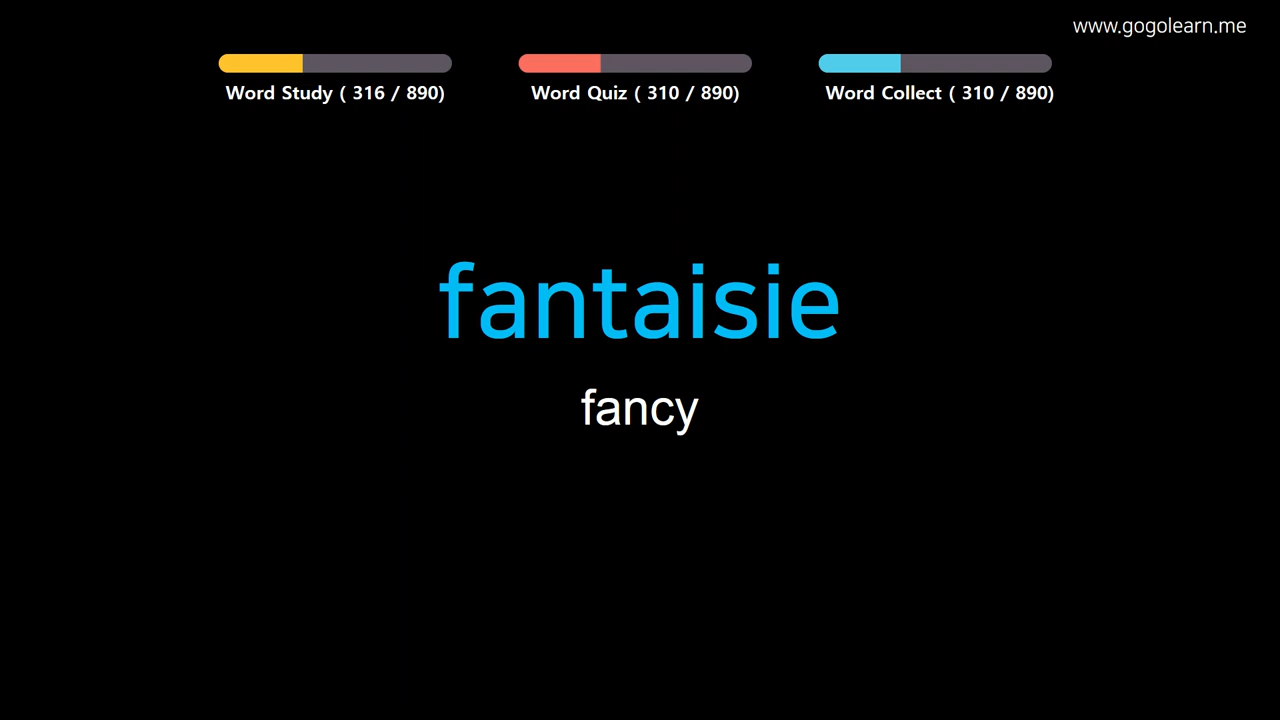 www.gogolearn.me
Word Study ( 316 / 890)
Word Quiz ( 310 / 890)
Word Collect ( 310 / 890)
fantaisie
fancy